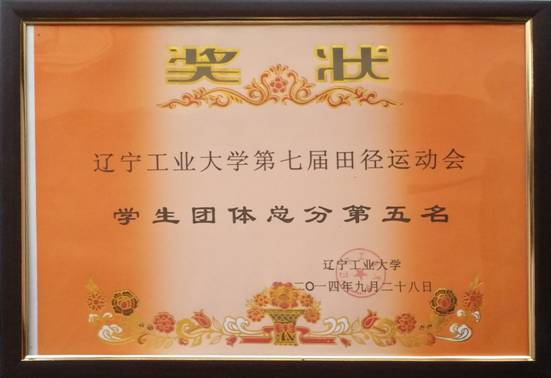 奖状
辽宁工业大学第七届田径运动会
学生团体总分第五名
辽宁工业大学
二〇一四年九月二十八日